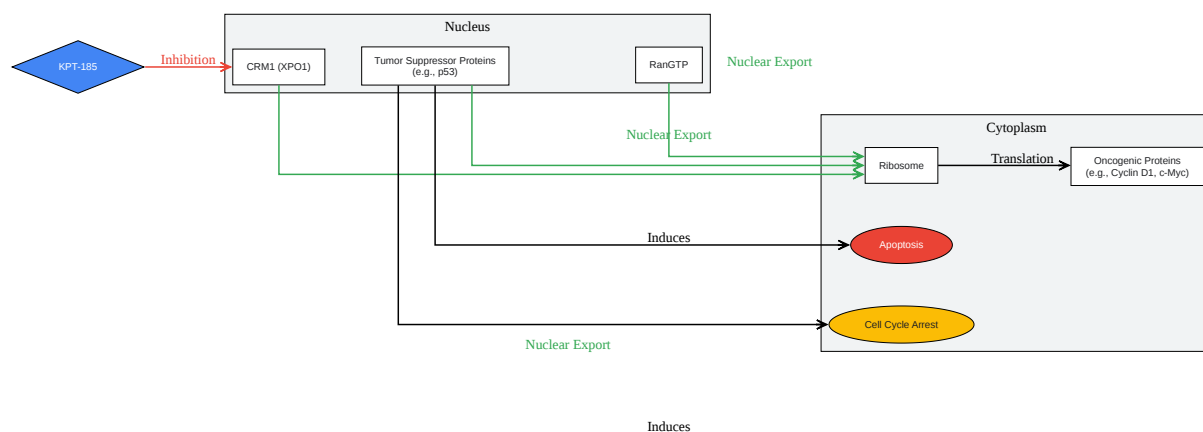 Nucleus
KPT-185
Inhibition
CRM1 (XPO1)
Tumor Suppressor Proteins
(e.g., p53)
RanGTP
Nuclear Export
Nuclear Export
Cytoplasm
Ribosome
Translation
Oncogenic Proteins
(e.g., Cyclin D1, c-Myc)
Induces
Apoptosis
Cell Cycle Arrest
Nuclear Export
Induces